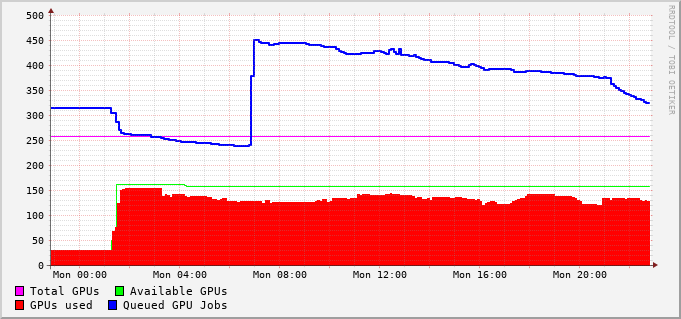 500
450
400
350
300
250
200
150
100
50
0
Mon 00:00 Mon 04:00 Mon 08:00 Mon 12:00 Mon 16:00 Mon 20:00
Total GPUs Available GPUs
GPUs used Queued GPU Jobs
RRDTOOL / TOBI OETIKER